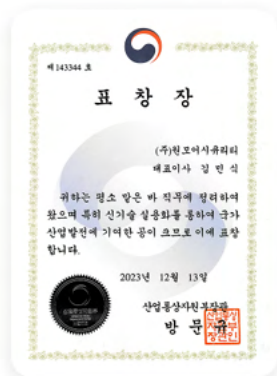 제 143344 호
표 창 장
(주)원모어시큐리티
대표이사 김민식
귀하는 평소 맡은 바 직무에 정려하여
왔으며 특히 신기술 실용화를 통하여 국가
산업발전에 기여한 공이 크므로 이에 표창
합니다.
2023년 12월 13일
산업통상자원부장관
방 문 규